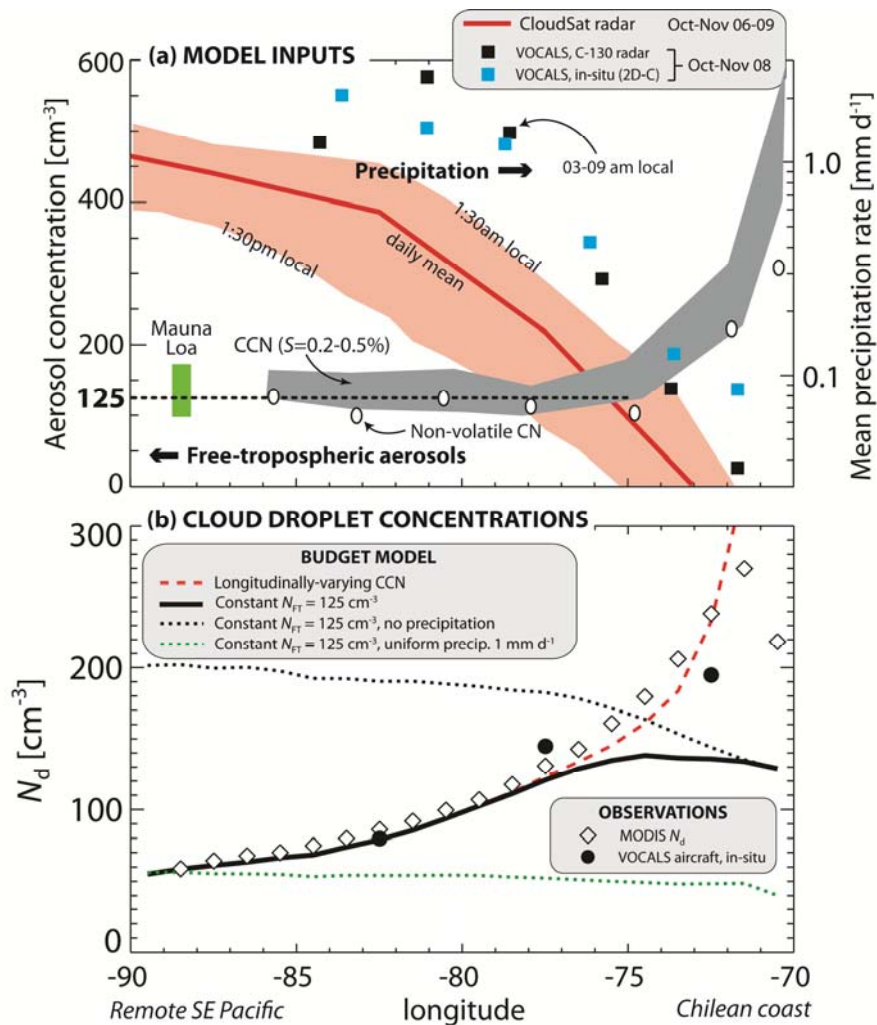 CloudSat radar Oct-Nov 06-09
VOCALS, C-130 radar
VOCALS, in-situ (2D-C)
Oct-Nov 08
(a) MODEL INPUTS
600
400
200
125
0
Aerosol concentration [cm⁻³]
1.0
0.1
Mean precipitation rate [mm d⁻¹]
Precipitation
03-09 am local
1:30am local
daily mean
1:30pm local
Mauna
Loa
CCN (S=0.2-0.5%)
Non-volatile CN
Free-tropospheric aerosols
(b) CLOUD DROPLET CONCENTRATIONS
300
200
100
0
N_d [cm⁻³]
BUDGET MODEL
Longitudinally-varying CCN
Constant N_FT = 125 cm⁻³
Constant N_FT = 125 cm⁻³, no precipitation
Constant N_FT = 125 cm⁻³, uniform precip. 1 mm d⁻¹
OBSERVATIONS
MODIS N_d
VOCALS aircraft, in-situ
-90 -85 -80 -75 -70
Remote SE Pacific longitude Chilean coast